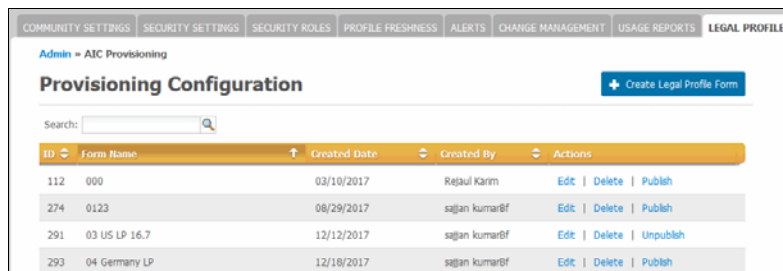 COMMUNITY SETTINGS SECURITY SETTINGS SECURITY ROLES PROFILE FRESHNESS ALERTS CHANGE MANAGEMENT USAGE REPORTS LEGAL PROFILE
Admin » AIC Provisioning
Provisioning Configuration
Create Legal Profile Form
Search:
ID Form Name Created Date Created By Actions
112 000 03/10/2017 Rejaul Karim Edit | Delete | Publish
274 0123 08/29/2017 sajjan kumar8f Edit | Delete | Publish
291 03 US LP 16.7 12/12/2017 sajjan kumar8f Edit | Delete | Unpublish
293 04 Germany LP 12/18/2017 sajjan kumar8f Edit | Delete | Publish